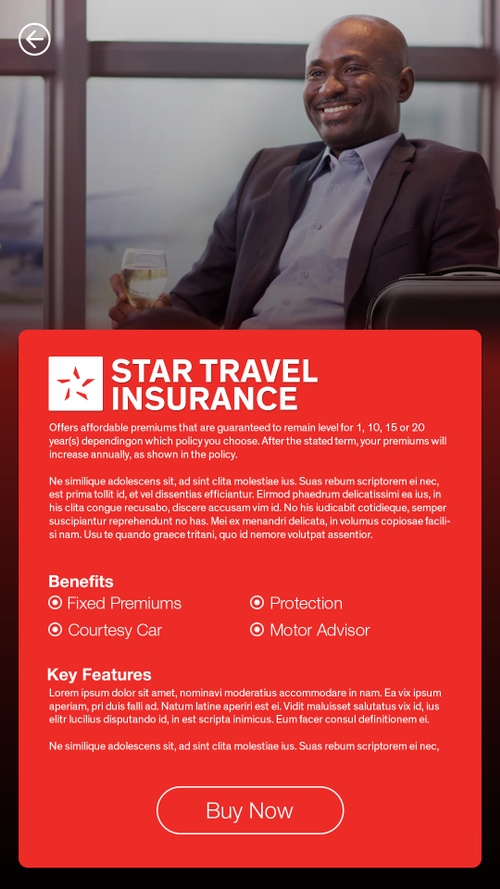 STAR TRAVEL
INSURANCE
Offers affordable premiums that are guaranteed to remain level for 1, 10, 15 or 20
year(s) dependingon which policy you choose. After the stated term, your premiums will
increase annually, as shown in the policy.
Ne similique adolescens sit, ad sint clita molestiae ius. Suas rebum scriptorem ei nec,
est prima tollit id, et vel dissentias efficiantur. Eirmod phaedrum delicatissimi ea ius, in
his clita congue recusabo, discere accusam vim id. No his iudicabit cotidieque, semper
suscipiantur reprehendunt no has. Mei ex menandri delicata, in volumus copiosae facili-
si nam. Usu te quando graece tritani, quo id nemore volutpat assentior.
Benefits
Fixed Premiums
Protection
Courtesy Car
Motor Advisor
Key Features
Lorem ipsum dolor sit amet, nominavi moderatius accommodare in nam. Ea vix ipsum
aperiam, pri duis falli ad. Natum latine aperiri est ei. Vidit maluisset salutatus vix id, ius
elitr lucilius disputando id, in est scripta inimicus. Eum facer consul definitionem ei.
Ne similique adolescens sit, ad sint clita molestiae ius. Suas rebum scriptorem ei nec,
Buy Now